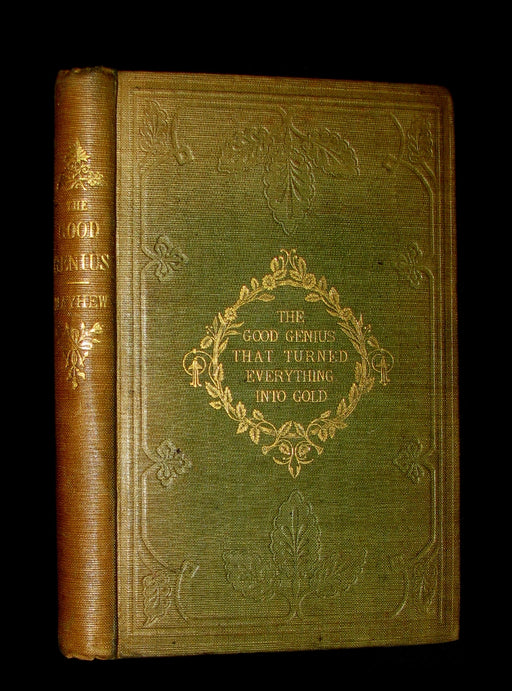 THE
GOOD
GENIUS
MAYHEW
THE
GOOD GENIUS
THAT TURNED
EVERYTHING
INTO GOLD